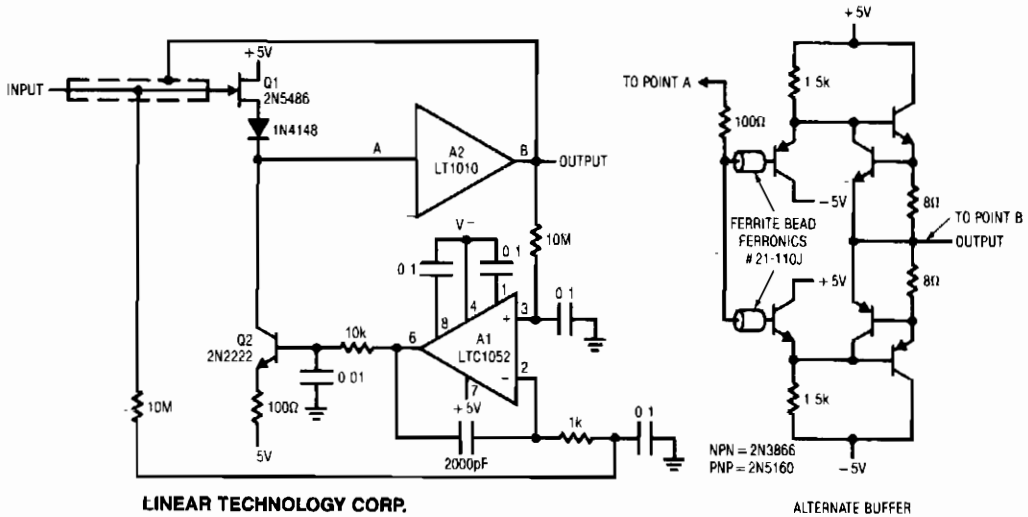 INPUT
+5V
Q1
2N5486
1N4148
A
A2
LT1010
B
OUTPUT
10M
V−
0 1
0 1
8
4
1
3
+
0 1
A1
LTC1052
6
2
−
7
+5V
10k
Q2
2N2222
0 01
100Ω
5V
10M
2000pF
1k
0 1
LINEAR TECHNOLOGY CORP.
+5V
TO POINT A
1 5k
100Ω
−5V
8Ω
FERRITE BEAD
FERRONICS
#21-110J
TO POINT B
OUTPUT
+5V
8Ω
1 5k
NPN = 2N3866
PNP = 2N5160
−5V
ALTERNATE BUFFER